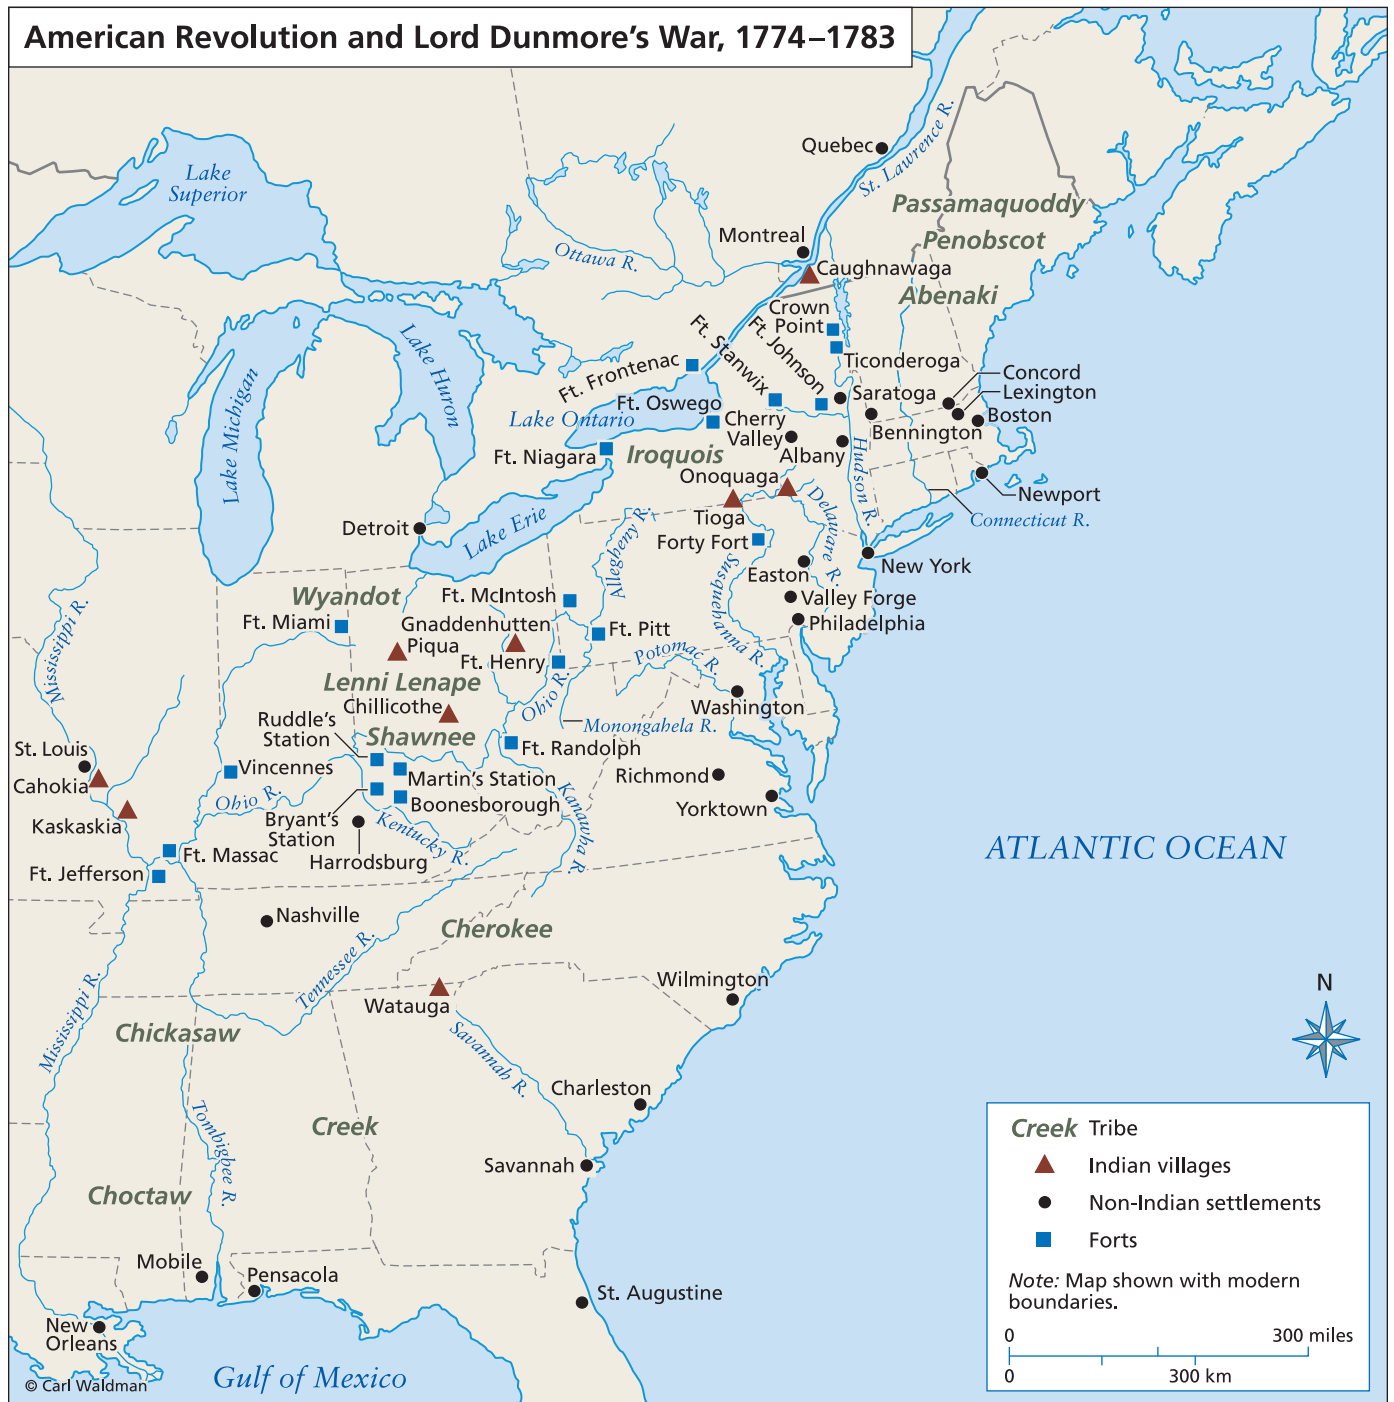 American Revolution and Lord Dunmore's War, 1774–1783
Quebec
St. Lawrence R.
Lake
Superior
Passamaquoddy
Montreal
Penobscot
Ottawa R.
Caughnawaga
Abenaki
Crown
Point
Ft. Stanwix
Ft. Johnson
Lake Huron
Ticonderoga
Ft. Frontenac
Concord
Lexington
Lake Michigan
Saratoga
Ft. Oswego
Boston
Lake Ontario
Cherry
Valley
Bennington
Albany
Hudson R.
Ft. Niagara
Iroquois
Onoquaga
Newport
Tioga
Delaware R.
Connecticut R.
Detroit
Lake Erie
Allegheny R.
Forty Fort
Susquehanna R.
New York
Easton
Wyandot
Ft. McIntosh
Valley Forge
Mississippi R.
Ft. Miami
Gnaddenhutten
Ft. Pitt
Philadelphia
Piqua
Ft. Henry
Potomac R.
Lenni Lenape
Ohio R.
Chillicothe
Washington
Ruddle's
Station
Monongahela R.
Shawnee
St. Louis
Ft. Randolph
Vincennes
Martin's Station
Richmond
Cahokia
Ohio R.
Boonesborough
Kanawha R.
Yorktown
Kaskaskia
Bryant's
Station
Kentucky R.
Harrodsburg
ATLANTIC OCEAN
Ft. Massac
Ft. Jefferson
Nashville
Cherokee
Tennessee R.
Wilmington
N
Mississippi R.
Watauga
Chickasaw
Savannah R.
Charleston
Tombigbee R.
Creek
Savannah
Choctaw
Mobile
Pensacola
St. Augustine
New
Orleans
Gulf of Mexico
© Carl Waldman
Creek Tribe
Indian villages
Non-Indian settlements
Forts
Note: Map shown with modern
boundaries.
0 300 miles
0 300 km